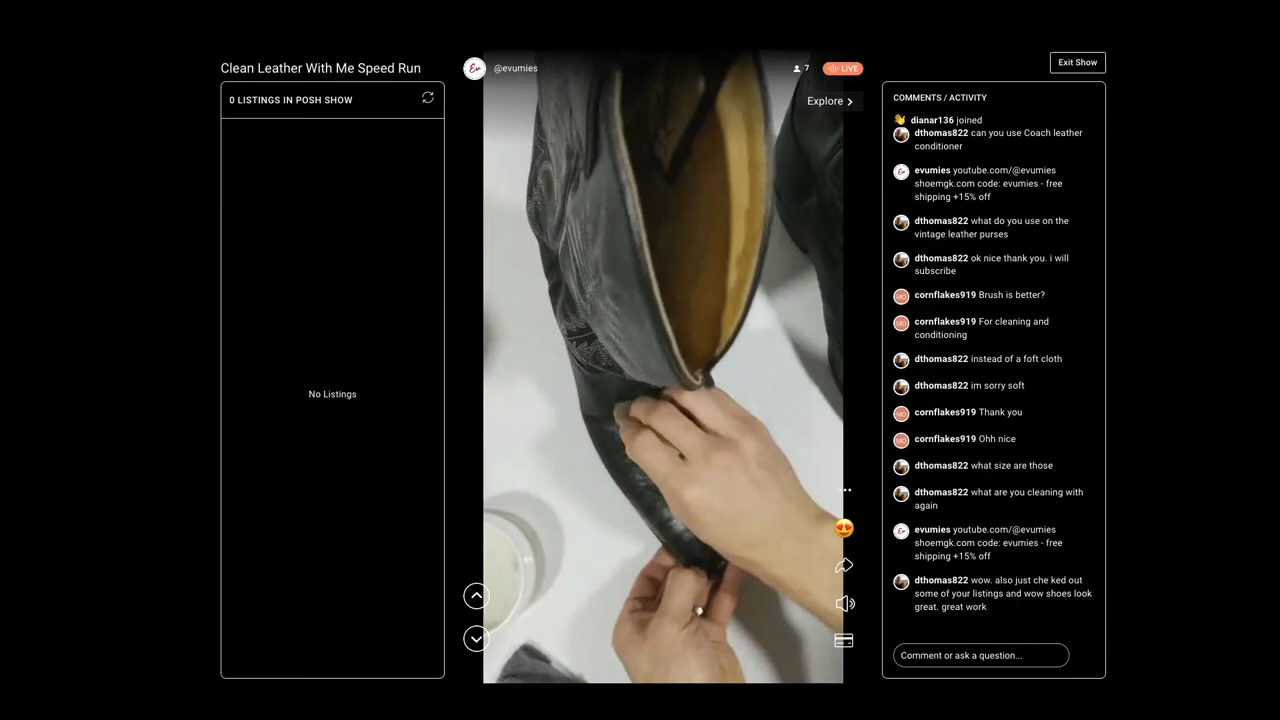 Clean Leather With Me Speed Run
0 LISTINGS IN POSH SHOW
No Listings
Ev
@evumies
7
LIVE
Explore
Exit Show
COMMENTS / ACTIVITY
dianar136 joined
dthomas822 can you use Coach leather
conditioner
evumies youtube.com/@evumies
shoemgk.com code: evumies - free
shipping +15% off
dthomas822 what do you use on the
vintage leather purses
dthomas822 ok nice thank you. i will
subscribe
MO
cornflakes919 Brush is better?
MO
cornflakes919 For cleaning and
conditioning
dthomas822 instead of a foft cloth
dthomas822 im sorry soft
MO
cornflakes919 Thank you
MO
cornflakes919 Ohh nice
dthomas822 what size are those
dthomas822 what are you cleaning with
again
evumies youtube.com/@evumies
shoemgk.com code: evumies - free
shipping +15% off
dthomas822 wow. also just che ked out
some of your listings and wow shoes look
great. great work
Comment or ask a question...